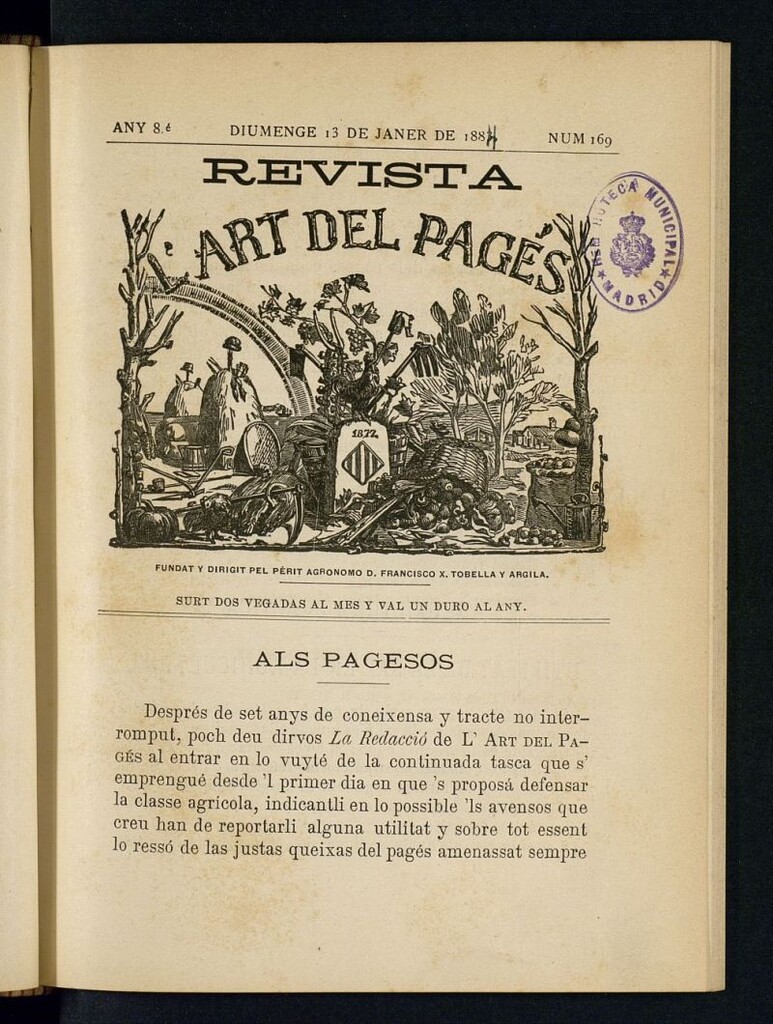 ANY 8.é DIUMENGE 13 DE JANER DE 1884 NUM 169
REVISTA
L'ART DEL PAGÉS
HEMEROTECA MUNICIPAL
★ MADRID ★
1877
FUNDAT Y DIRIGIT PEL PÉRIT AGRONOMO D. FRANCISCO X. TOBELLA Y ARGILA.
SURT DOS VEGADAS AL MES Y VAL UN DURO AL ANY.
ALS PAGESOS
Després de set anys de coneixensa y tracte no inter-
romput, poch deu dirvos La Redacció de L' ART DEL PA-
GÉS al entrar en lo vuyté de la continuada tasca que s'
emprengué desde 'l primer dia en que 's proposá defensar
la classe agrícola, indicantli en lo possible 'ls avensos que
creu han de reportarli alguna utilitat y sobre tot essent
lo ressó de las justas queixas del pagés amenassat sempre